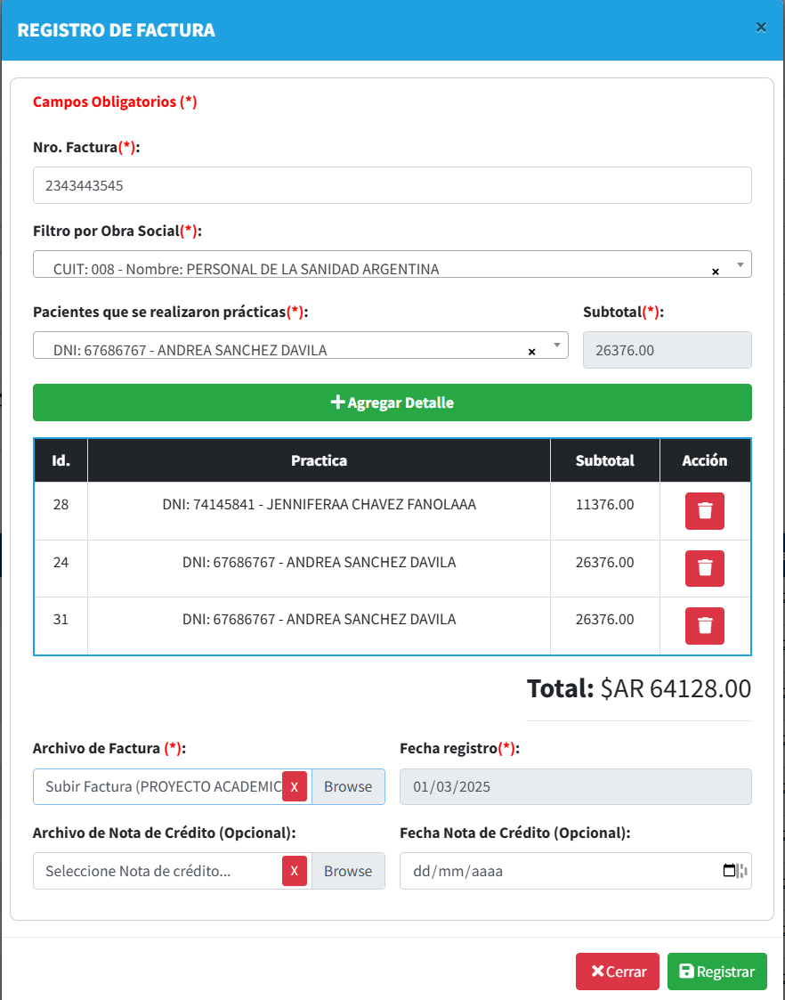 REGISTRO DE FACTURA ×
Campos Obligatorios (*)
Nro. Factura(*):
2343443545
Filtro por Obra Social(*):
CUIT: 008 - Nombre: PERSONAL DE LA SANIDAD ARGENTINA ×
Pacientes que se realizaron prácticas(*): Subtotal(*):
DNI: 67686767 - ANDREA SANCHEZ DAVILA × 26376.00
Agregar Detalle
Id. Practica Subtotal Acción
28 DNI: 74145841 - JENNIFERAA CHAVEZ FANOLAAA 11376.00
24 DNI: 67686767 - ANDREA SANCHEZ DAVILA 26376.00
31 DNI: 67686767 - ANDREA SANCHEZ DAVILA 26376.00
Total: $AR 64128.00
Archivo de Factura (*): Fecha registro(*):
Subir Factura (PROYECTO ACADEMIC X Browse 01/03/2025
Archivo de Nota de Crédito (Opcional): Fecha Nota de Crédito (Opcional):
Seleccione Nota de crédito... X Browse dd/mm/aaaa
Cerrar Registrar